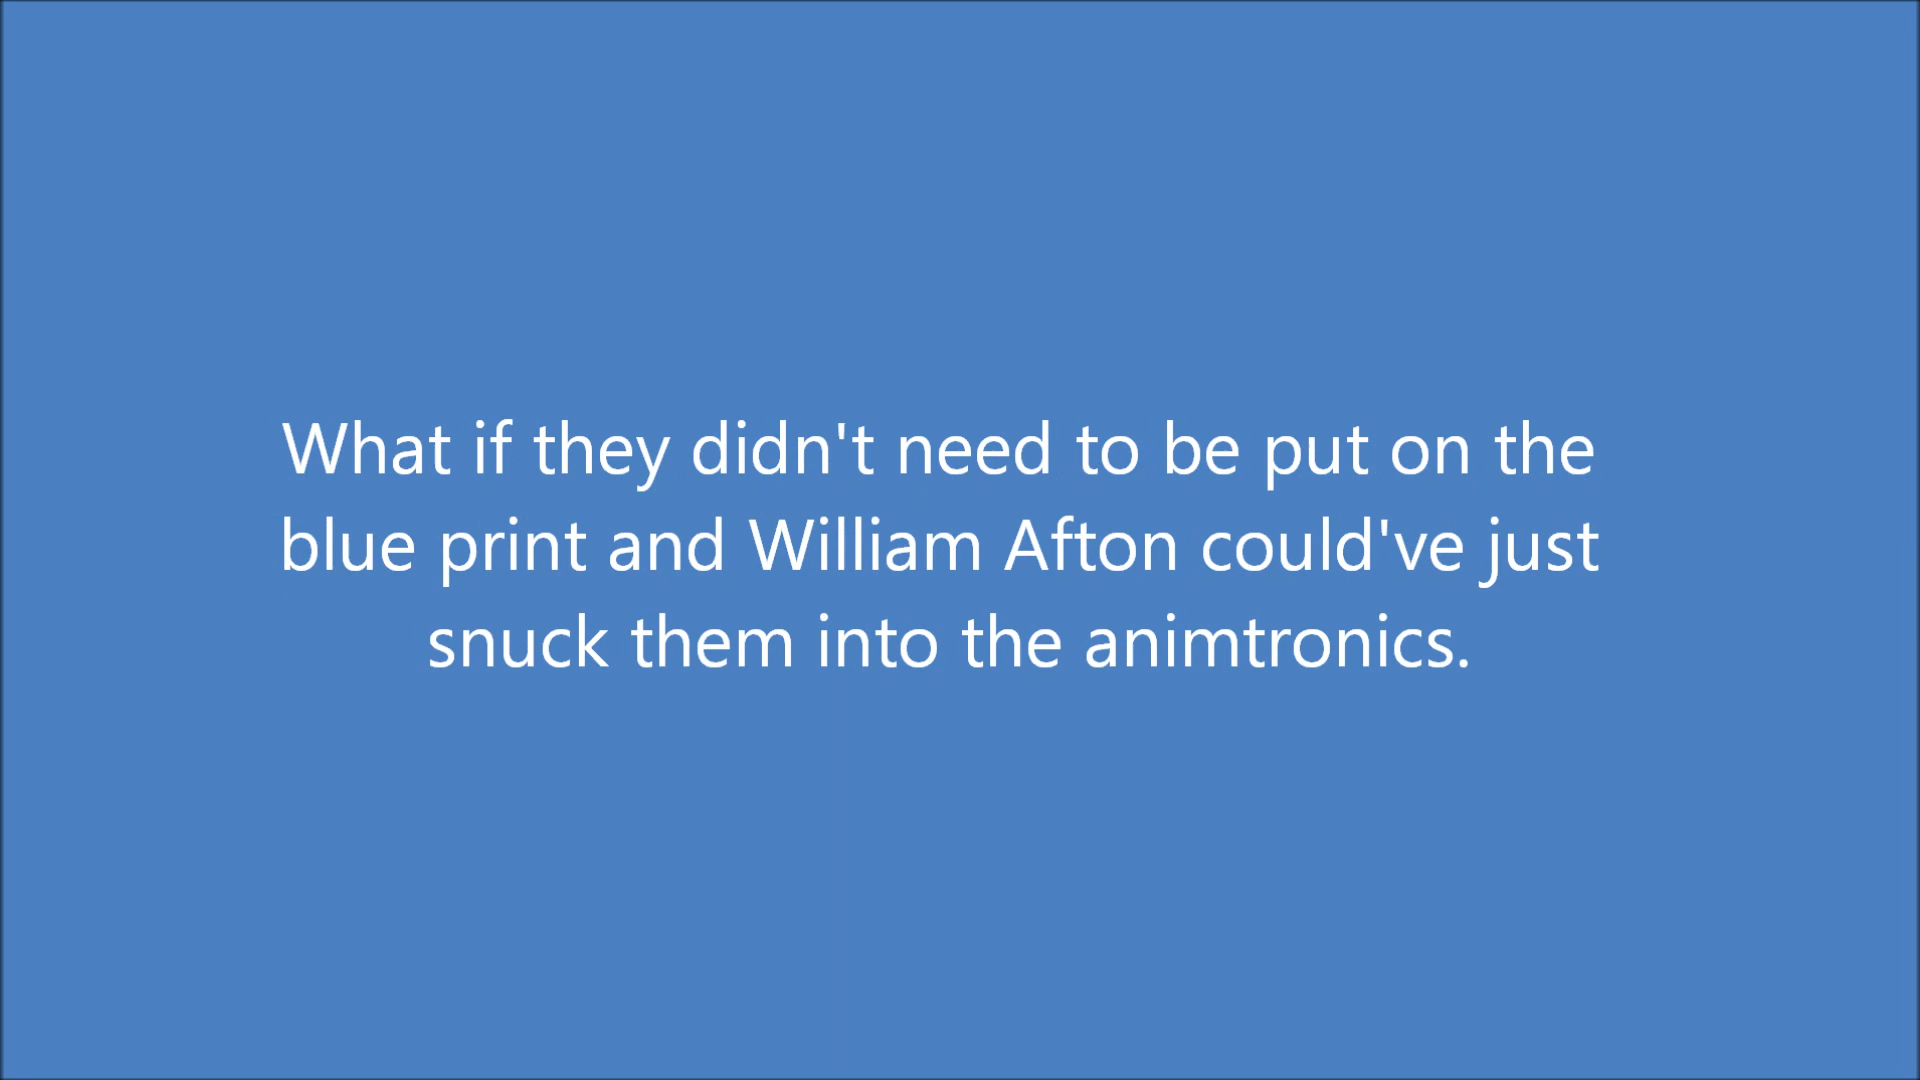 What if they didn't need to be put on the
blue print and William Afton could've just
snuck them into the animtronics.